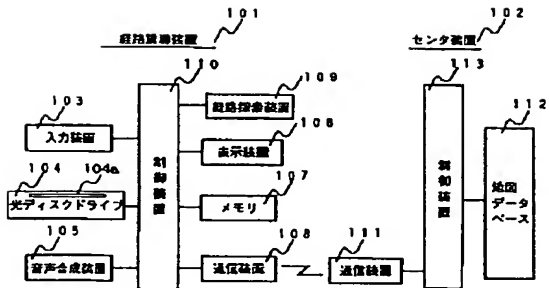 101
経路誘導装置
102
センタ装置
110
109
113
103
経路探索装置
112
入力装置
106
表示装置
104
104a
制御装置
107
制御装置
地図
データ
ベース
光ディスクドライブ
メモリ
105
108
111
音声合成装置
通信装置
通信装置